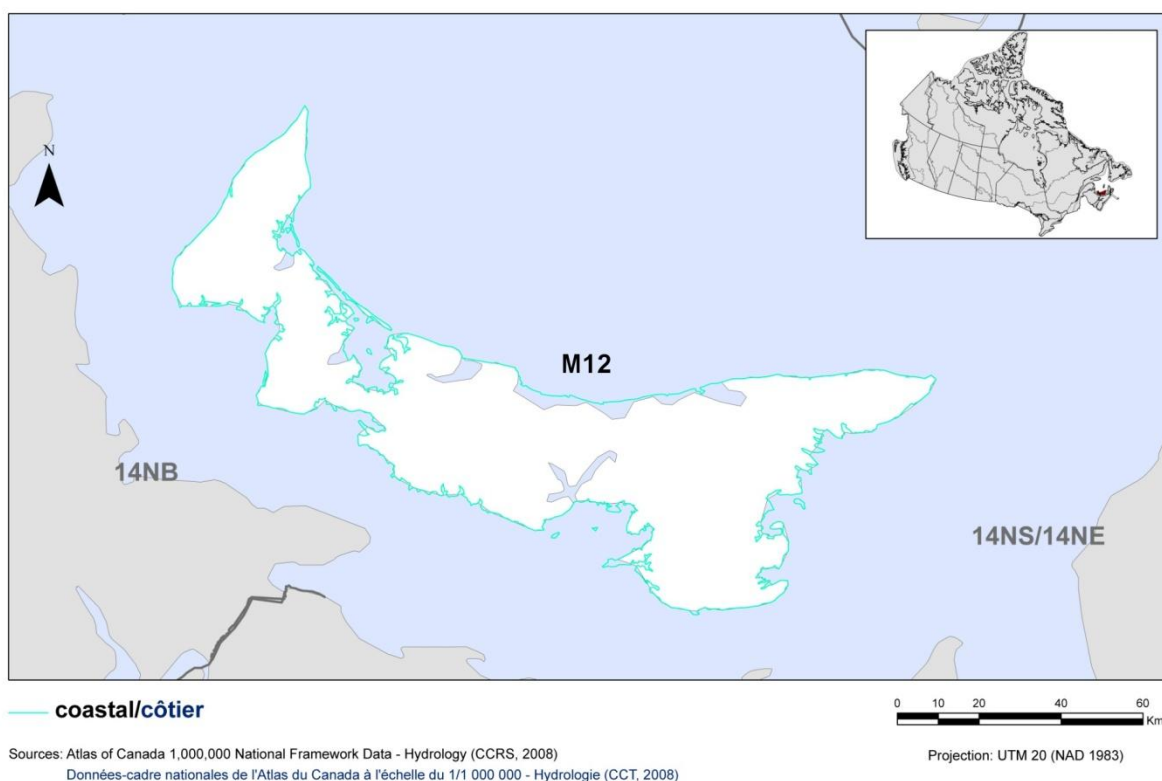 N
M12
14NB
14NS/14NE
coastal/côtier
0 10 20 40 60
Km
Sources: Atlas of Canada 1,000,000 National Framework Data - Hydrology (CCRS, 2008)
Données-cadre nationales de l'Atlas du Canada à l'échelle du 1/1 000 000 - Hydrologie (CCT, 2008)
Projection: UTM 20 (NAD 1983)